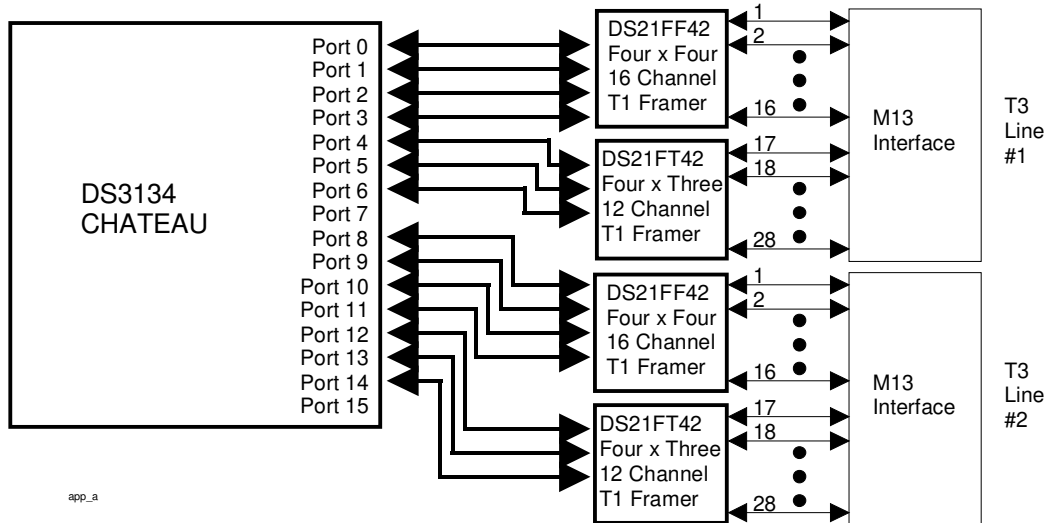 DS3134
CHATEAU
Port 0
Port 1
Port 2
Port 3
Port 4
Port 5
Port 6
Port 7
Port 8
Port 9
Port 10
Port 11
Port 12
Port 13
Port 14
Port 15
DS21FF42
Four x Four
16 Channel
T1 Framer
1
2
16
DS21FT42
Four x Three
12 Channel
T1 Framer
17
18
28
M13
Interface
T3
Line
#1
DS21FF42
Four x Four
16 Channel
T1 Framer
1
2
16
DS21FT42
Four x Three
12 Channel
T1 Framer
17
18
28
M13
Interface
T3
Line
#2
app_a